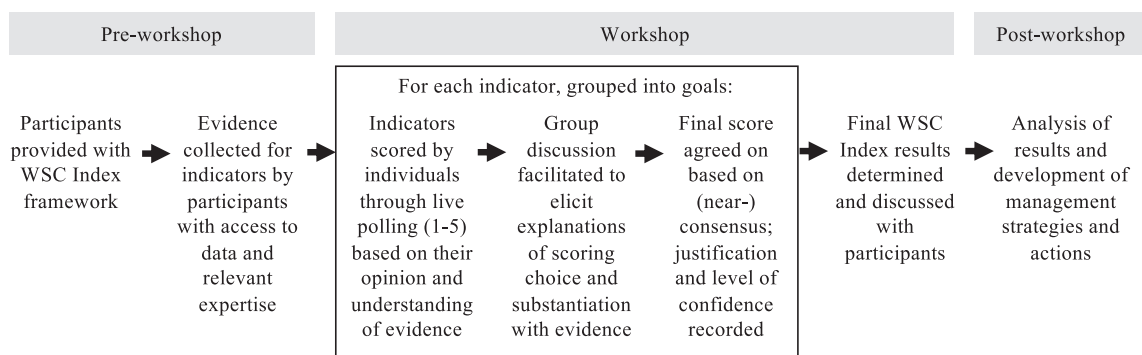 Pre-workshop
Workshop
Post-workshop
For each indicator, grouped into goals:
Participants
provided with
WSC Index
framework
Evidence
collected for
indicators by
participants
with access to
data and
relevant
expertise
Indicators
scored by
individuals
through live
polling (1-5)
based on their
opinion and
understanding
of evidence
Group
discussion
facilitated to
elicit
explanations
of scoring
choice and
substantiation
with evidence
Final score
agreed on
based on
(near-)
consensus;
justification
and level of
confidence
recorded
Final WSC
Index results
determined
and discussed
with
participants
Analysis of
results and
development of
management
strategies and
actions